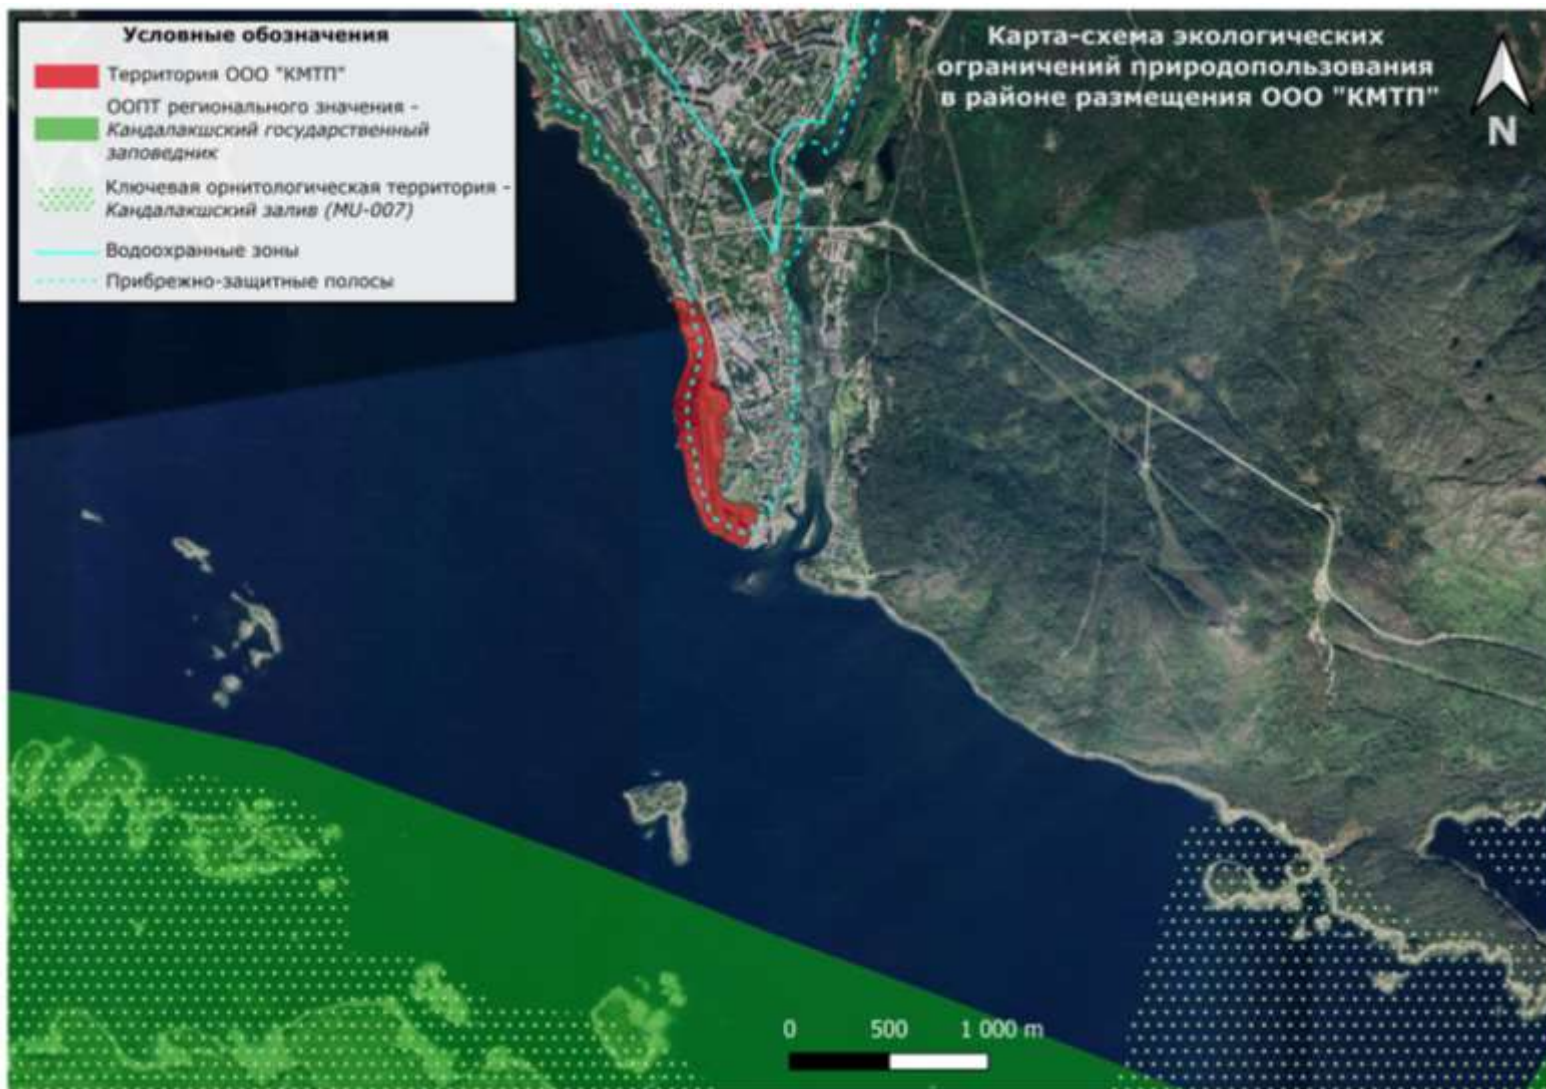 Условные обозначения
Территория ООО "КМТП"
ООПТ регионального значения -
Кандалакшский государственный
заповедник
Ключевая орнитологическая территория -
Кандалакшский залив (MU-007)
Водоохранные зоны
Прибрежно-защитные полосы
Карта-схема экологических
ограничений природопользования
в районе размещения ООО "КМТП"
N
0 500 1 000 m